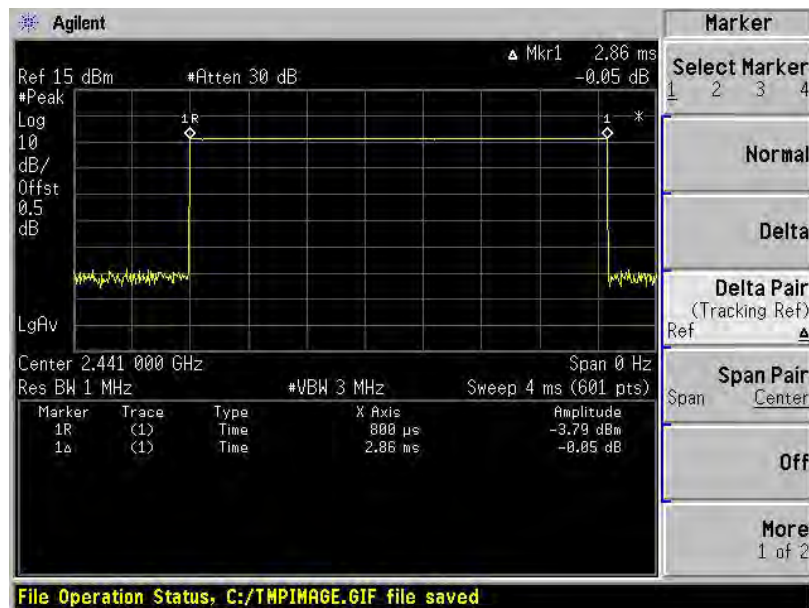 Agilent
Marker
Δ Mkr1 2.86 ms
Ref 15 dBm #Atten 30 dB -0.05 dB
#Peak
Log
10
dB/
Offst
0.5
dB
LgAv
1R
1
*
Center 2.441 000 GHz Span 0 Hz
Res BW 1 MHz #VBW 3 MHz Sweep 4 ms (601 pts)
Marker Trace Type X Axis Amplitude
1R (1) Time 800 µs -3.79 dBm
1Δ (1) Time 2.86 ms -0.05 dB
Select Marker
1 2 3 4
Normal
Delta
Delta Pair
(Tracking Ref)
Ref Δ
Span Pair
Span Center
Off
More
1 of 2
File Operation Status, C:/TMPIMAGE.GIF file saved